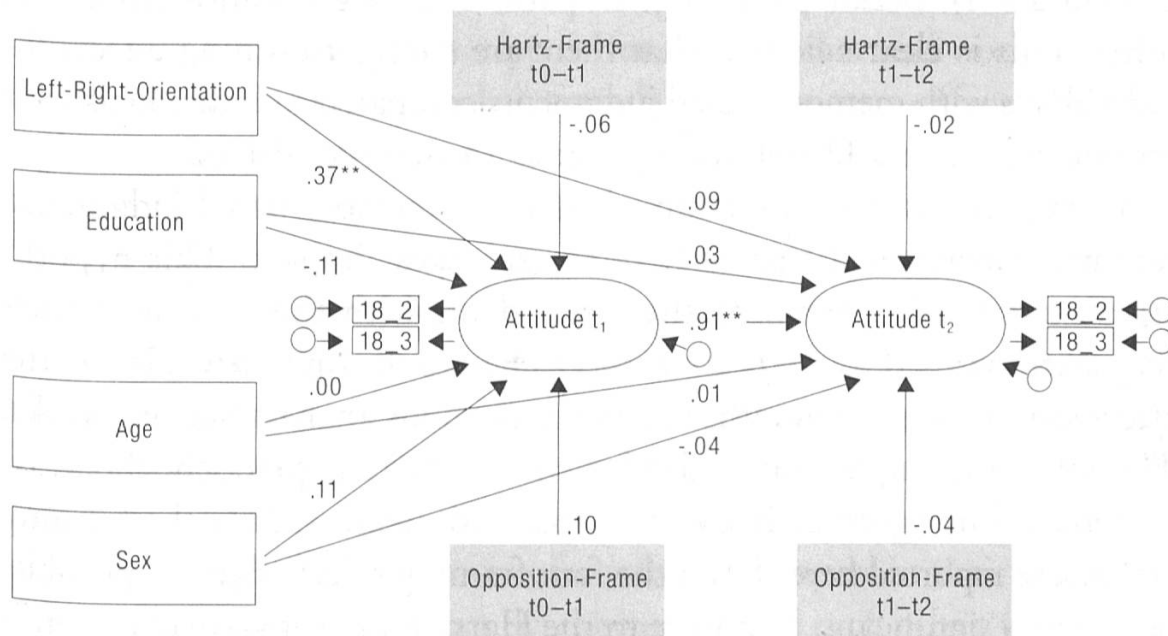 Hartz-Frame
t0–t1
Hartz-Frame
t1–t2
Left-Right-Orientation
-.06
-.02
.37**
.09
Education
.03
-.11
18_2
18_3
Attitude t₁
.91**
Attitude t₂
18_2
18_3
.00
.01
Age
-.04
.11
.10
-.04
Sex
Opposition-Frame
t0–t1
Opposition-Frame
t1–t2